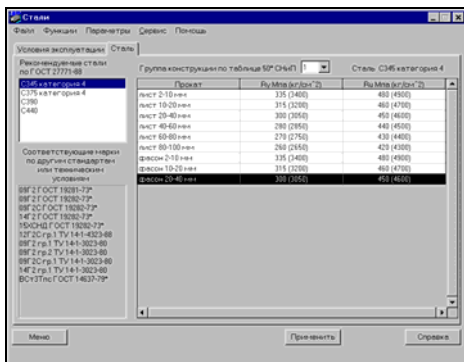 Стали
Файл Функции Параметры Сервис Помощь
Условия эксплуатации Сталь
Рекомендуемые стали
по ГОСТ 27771-88
С345 категория 4
С375 категория 4
С390
С440
Соответствующие марки
по другим стандартам
или техническим
условиям
09Г2 ГОСТ 19281-73*
09Г2 ГОСТ 19282-73*
09Г2С ГОСТ 19282-73*
14Г2 ГОСТ 19281-73*
15ХСНД ГОСТ 19282-73*
12Г2С гр.1 ТУ 14-1-4323-88
09Г2 гр.1 ТУ 14-1-3023-80
09Г2 гр.2 ТУ 14-1-3023-80
09Г2С гр.1 ТУ 14-1-3023-80
14Г2 гр.1 ТУ 14-1-3023-80
ВСт3Тпс ГОСТ 14637-79*
Группа конструкции по таблице 50* СНиП 1 Сталь С345 категория 4
Прокат Ry Мпа (кг/см^2) Ru Мпа (кг/см^2)
лист 2-10 мм 335 (3400) 480 (4900)
лист 10-20 мм 315 (3200) 460 (4700)
лист 20-40 мм 300 (3050) 450 (4600)
лист 40-60 мм 280 (2850) 440 (4500)
лист 60-80 мм 270 (2750) 430 (4400)
лист 80-100 мм 260 (2650) 420 (4300)
фасон 2-10 мм 335 (3400) 480 (4900)
фасон 10-20 мм 315 (3200) 460 (4700)
фасон 20-40 мм 300 (3050) 450 (4600)
Меню Применить Справка